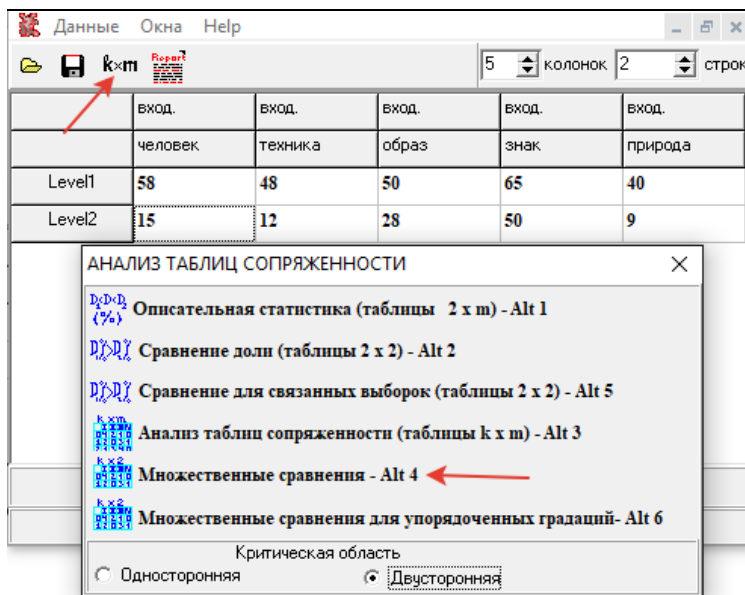 Данные Окна Help
k×m Report 5 колонок 2 строк
вход. вход. вход. вход. вход.
человек техника образ знак природа
Level1 58 48 50 65 40
Level2 15 12 28 50 9
АНАЛИЗ ТАБЛИЦ СОПРЯЖЕННОСТИ
(%) Описательная статистика (таблицы 2 x m) - Alt 1
Сравнение доли (таблицы 2 x 2) - Alt 2
Сравнение для связанных выборок (таблицы 2 x 2) - Alt 5
k x m Анализ таблиц сопряженности (таблицы k x m) - Alt 3
k x 2 Множественные сравнения - Alt 4
k x 2 Множественные сравнения для упорядоченных градаций- Alt 6
Критическая область
Односторонняя Двусторонняя